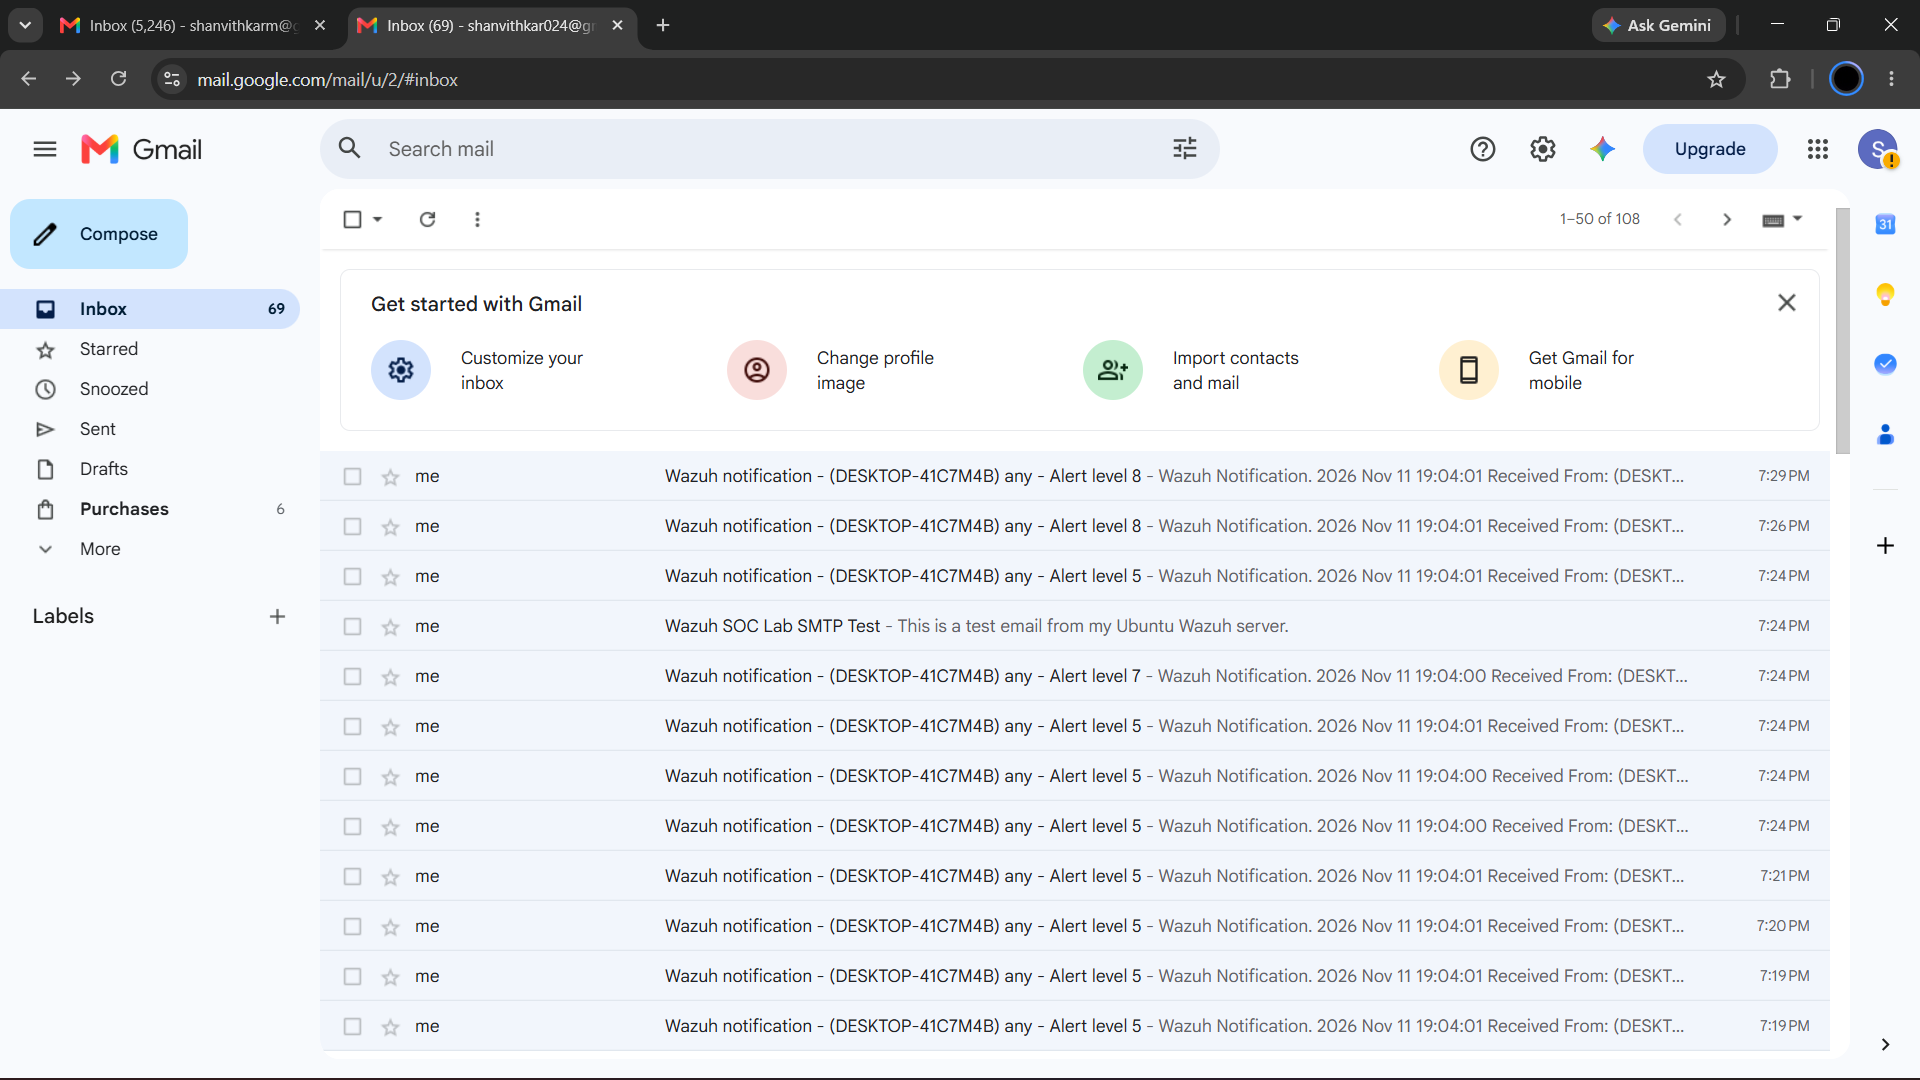 Inbox (5,246) - shanvithkarm@g
Inbox (69) - shanvithkar024@gr
Ask Gemini
mail.google.com/mail/u/2/#inbox
Gmail
Search mail
Upgrade
S
Compose
1–50 of 108
31
Inbox 69
Starred
Snoozed
Sent
Drafts
Purchases 6
More
Labels
Get started with Gmail
Customize your
inbox
Change profile
image
Import contacts
and mail
Get Gmail for
mobile
me Wazuh notification - (DESKTOP-41C7M4B) any - Alert level 8 - Wazuh Notification. 2026 Nov 11 19:04:01 Received From: (DESKT... 7:29 PM
me Wazuh notification - (DESKTOP-41C7M4B) any - Alert level 8 - Wazuh Notification. 2026 Nov 11 19:04:01 Received From: (DESKT... 7:26 PM
me Wazuh notification - (DESKTOP-41C7M4B) any - Alert level 5 - Wazuh Notification. 2026 Nov 11 19:04:01 Received From: (DESKT... 7:24 PM
me Wazuh SOC Lab SMTP Test - This is a test email from my Ubuntu Wazuh server. 7:24 PM
me Wazuh notification - (DESKTOP-41C7M4B) any - Alert level 7 - Wazuh Notification. 2026 Nov 11 19:04:00 Received From: (DESKT... 7:24 PM
me Wazuh notification - (DESKTOP-41C7M4B) any - Alert level 5 - Wazuh Notification. 2026 Nov 11 19:04:01 Received From: (DESKT... 7:24 PM
me Wazuh notification - (DESKTOP-41C7M4B) any - Alert level 5 - Wazuh Notification. 2026 Nov 11 19:04:00 Received From: (DESKT... 7:24 PM
me Wazuh notification - (DESKTOP-41C7M4B) any - Alert level 5 - Wazuh Notification. 2026 Nov 11 19:04:00 Received From: (DESKT... 7:24 PM
me Wazuh notification - (DESKTOP-41C7M4B) any - Alert level 5 - Wazuh Notification. 2026 Nov 11 19:04:01 Received From: (DESKT... 7:21 PM
me Wazuh notification - (DESKTOP-41C7M4B) any - Alert level 5 - Wazuh Notification. 2026 Nov 11 19:04:01 Received From: (DESKT... 7:20 PM
me Wazuh notification - (DESKTOP-41C7M4B) any - Alert level 5 - Wazuh Notification. 2026 Nov 11 19:04:01 Received From: (DESKT... 7:19 PM
me Wazuh notification - (DESKTOP-41C7M4B) any - Alert level 5 - Wazuh Notification. 2026 Nov 11 19:04:01 Received From: (DESKT... 7:19 PM